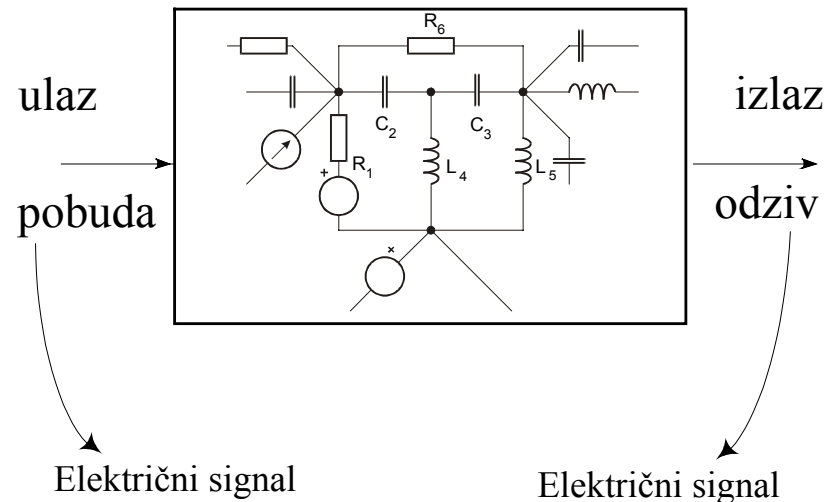 R6
ulaz
izlaz
C2
C3
R1
L4
L5
+
pobuda
odziv
+
Električni signal
Električni signal